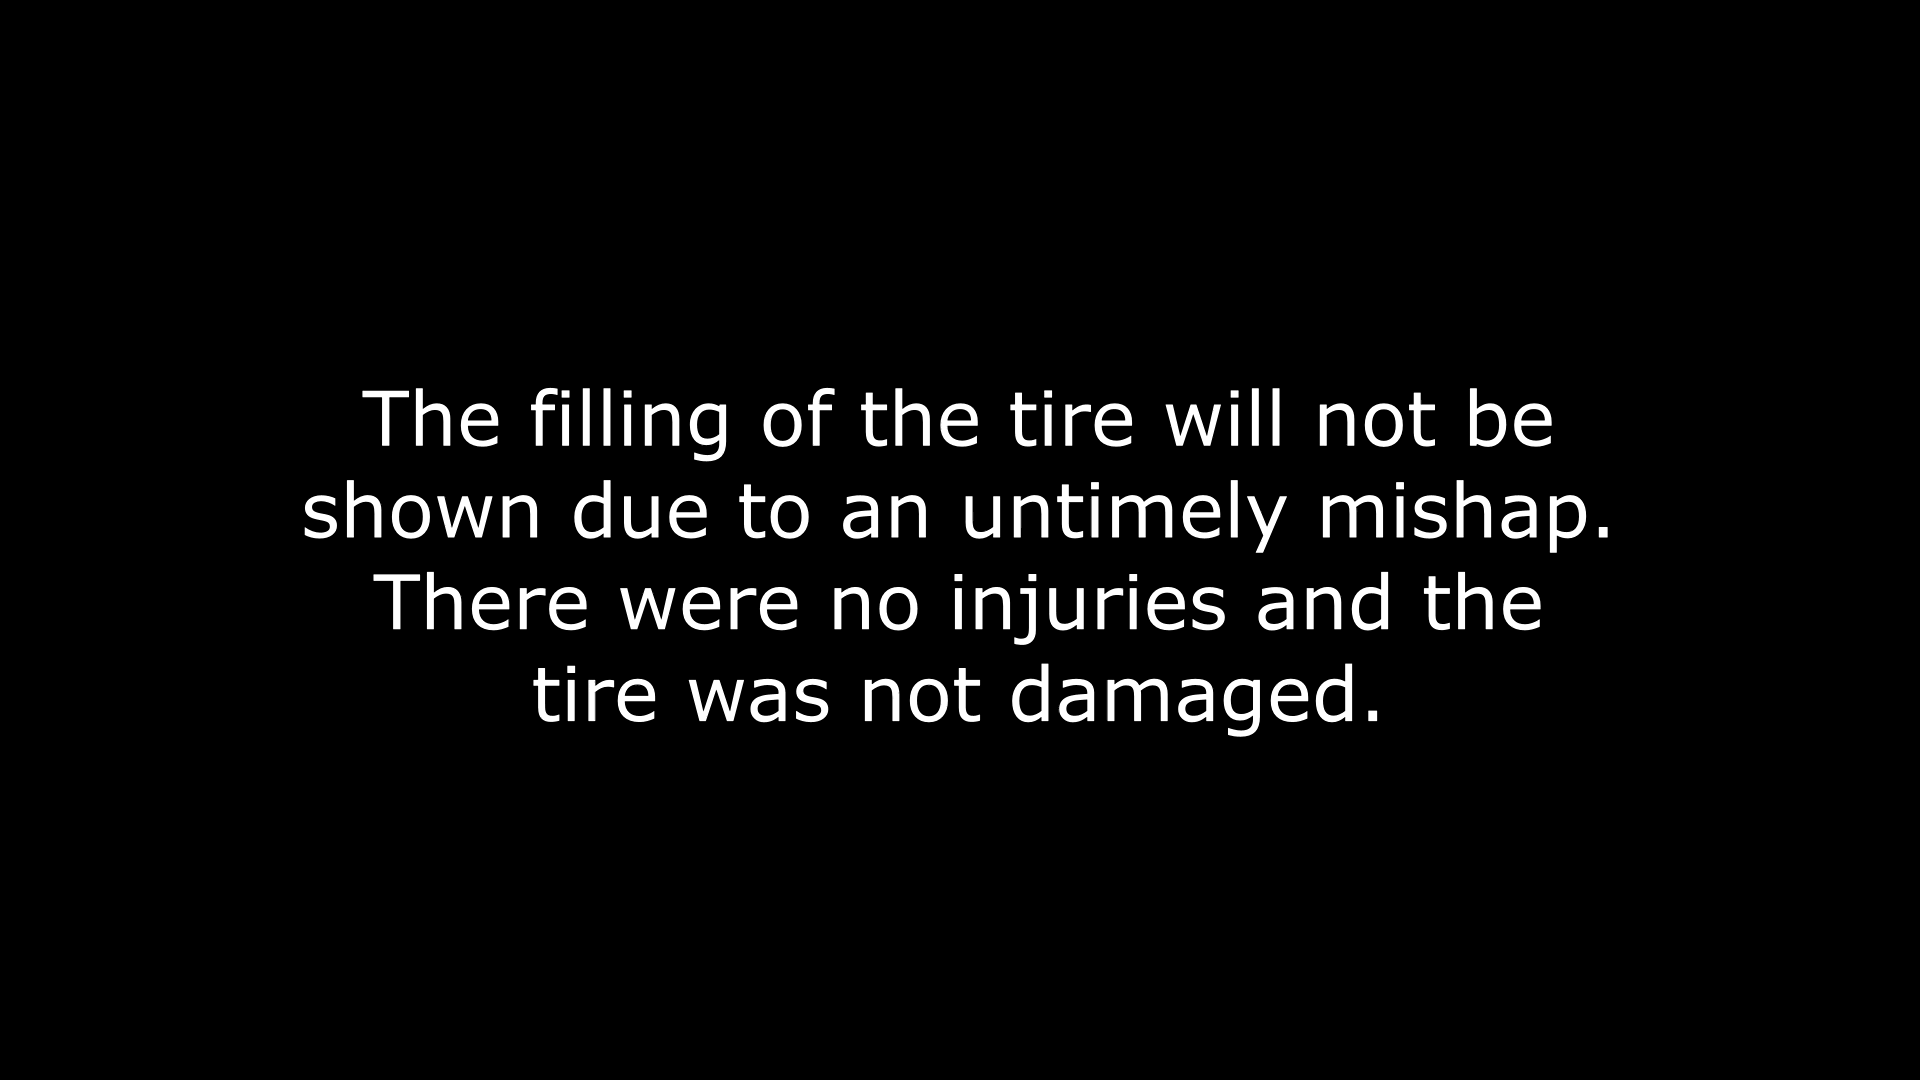 The filling of the tire will not be
shown due to an untimely mishap.
There were no injuries and the
tire was not damaged.